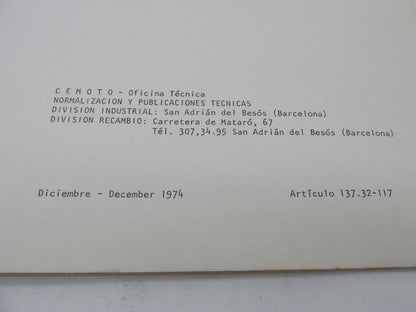 C E M O T O - Oficina Técnica
NORMALIZACION Y PUBLICACIONES TECNICAS
DIVISION INDUSTRIAL: San Adrián del Besós (Barcelona)
DIVISION RECAMBIO: Carretera de Mataró, 67
Tél. 307,34.95 San Adrián del Besós (Barcelona)
Diciembre - December 1974 Artículo 137.32-117